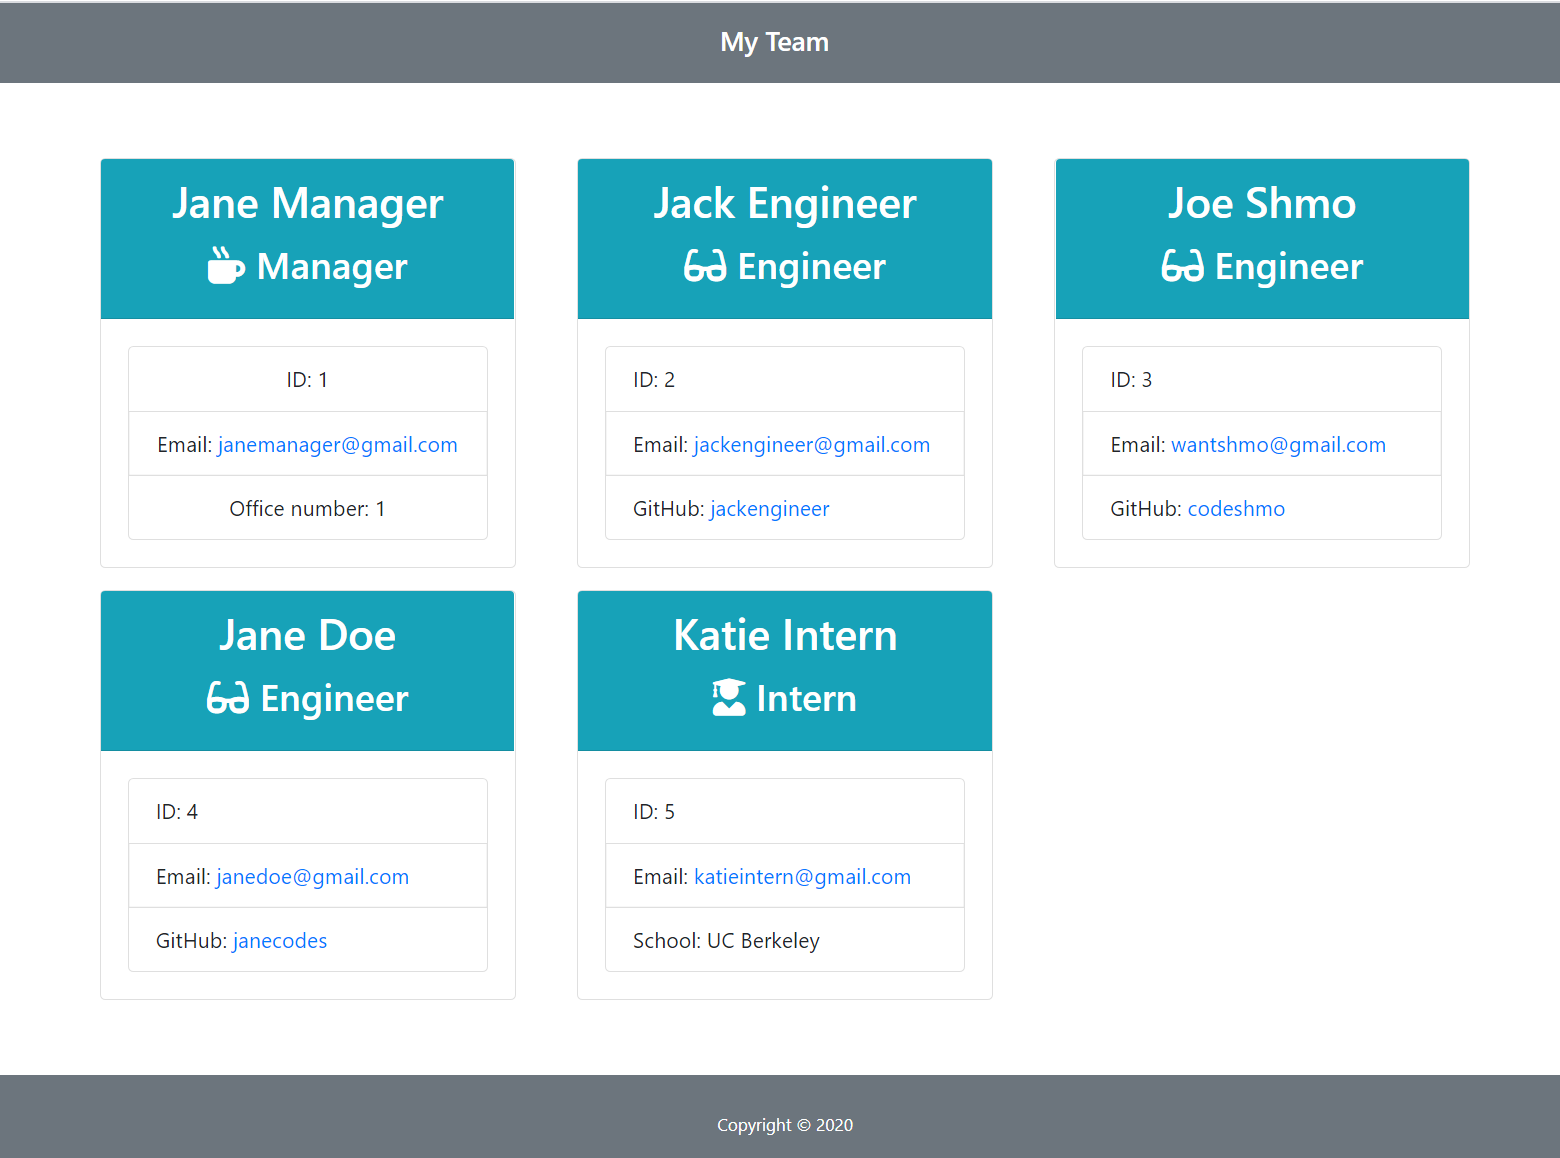 My Team
Jane Manager
Manager
ID: 1
Email: janemanager@gmail.com
Office number: 1
Jack Engineer
Engineer
ID: 2
Email: jackengineer@gmail.com
GitHub: jackengineer
Joe Shmo
Engineer
ID: 3
Email: wantshmo@gmail.com
GitHub: codeshmo
Jane Doe
Engineer
ID: 4
Email: janedoe@gmail.com
GitHub: janecodes
Katie Intern
Intern
ID: 5
Email: katieintern@gmail.com
School: UC Berkeley
Copyright © 2020